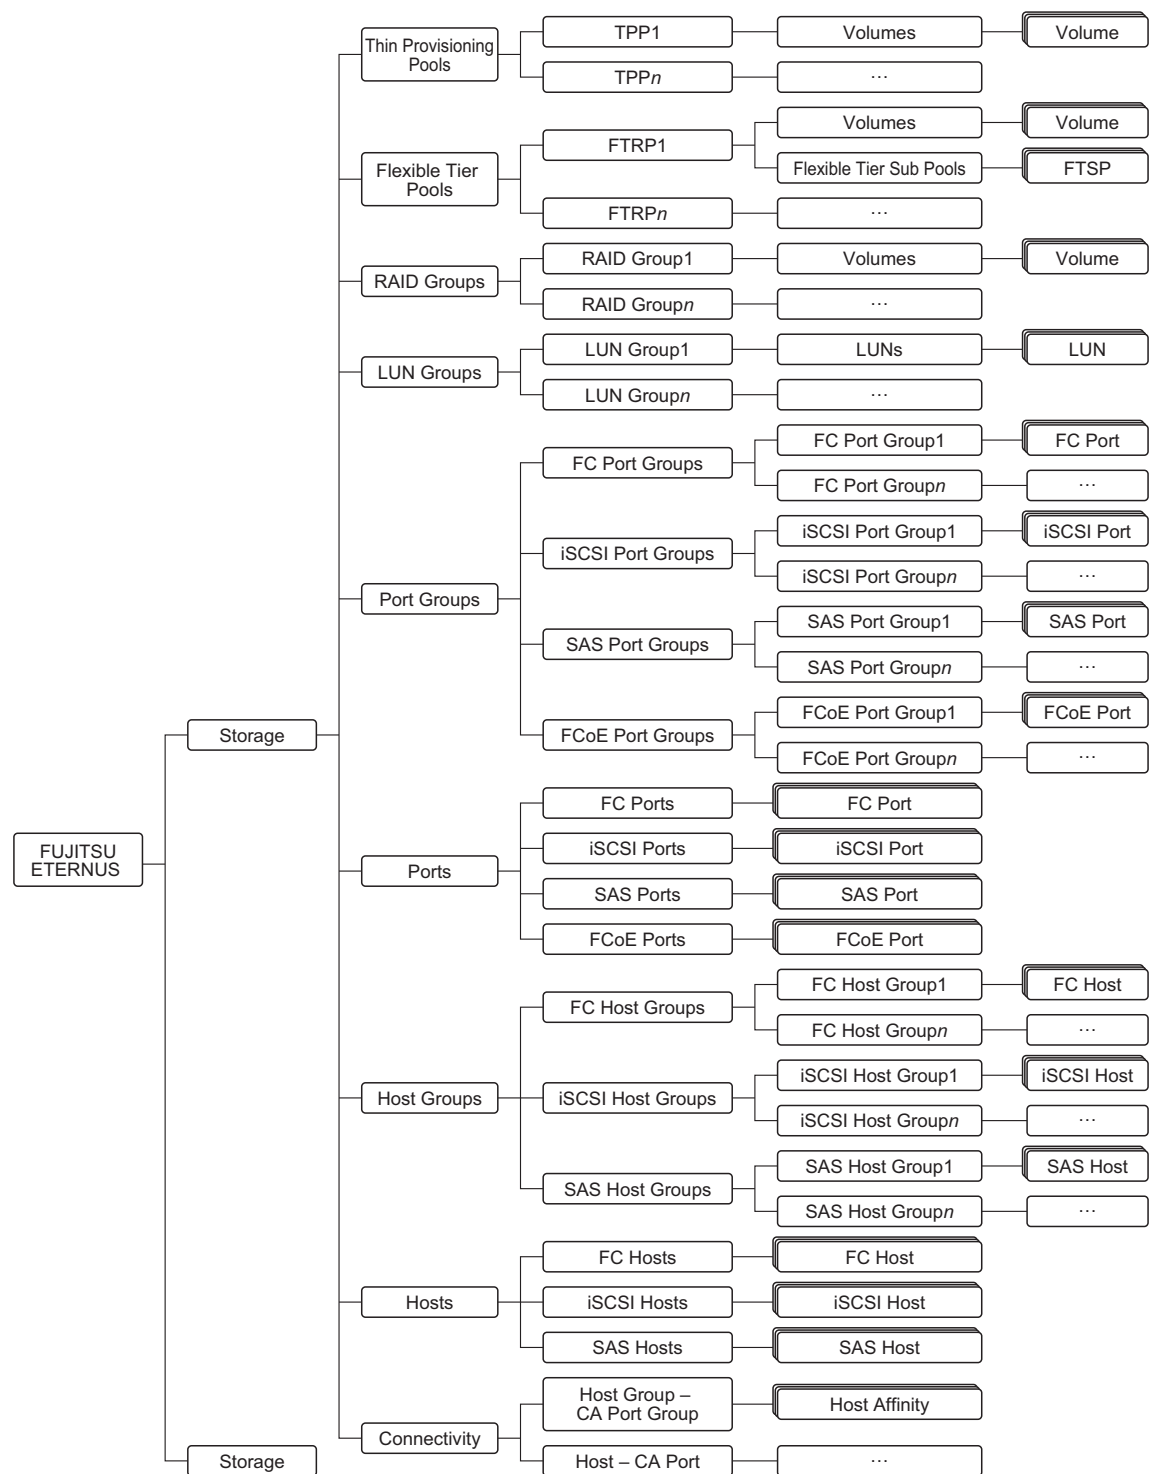 TPP1
Volumes
Volume
Thin Provisioning
Pools
TPPn
...
Volumes
Volume
FTRP1
Flexible Tier
Pools
Flexible Tier Sub Pools
FTSP
FTRPn
...
RAID Group1
Volumes
Volume
RAID Groups
RAID Groupn
...
LUN Group1
LUNs
LUN
LUN Groups
LUN Groupn
...
FC Port Group1
FC Port
FC Port Groups
FC Port Groupn
...
iSCSI Port Group1
iSCSI Port
iSCSI Port Groups
iSCSI Port Groupn
...
Port Groups
SAS Port Group1
SAS Port
SAS Port Groups
SAS Port Groupn
...
FCoE Port Group1
FCoE Port
Storage
FCoE Port Groups
FCoE Port Groupn
...
FC Ports
FC Port
FUJITSU
ETERNUS
iSCSI Ports
iSCSI Port
Ports
SAS Ports
SAS Port
FCoE Ports
FCoE Port
FC Host Group1
FC Host
FC Host Groups
FC Host Groupn
...
iSCSI Host Group1
iSCSI Host
Host Groups
iSCSI Host Groups
iSCSI Host Groupn
...
SAS Host Group1
SAS Host
SAS Host Groups
SAS Host Groupn
...
FC Hosts
FC Host
Hosts
iSCSI Hosts
iSCSI Host
SAS Hosts
SAS Host
Host Group –
CA Port Group
Host Affinity
Connectivity
Storage
Host – CA Port
...